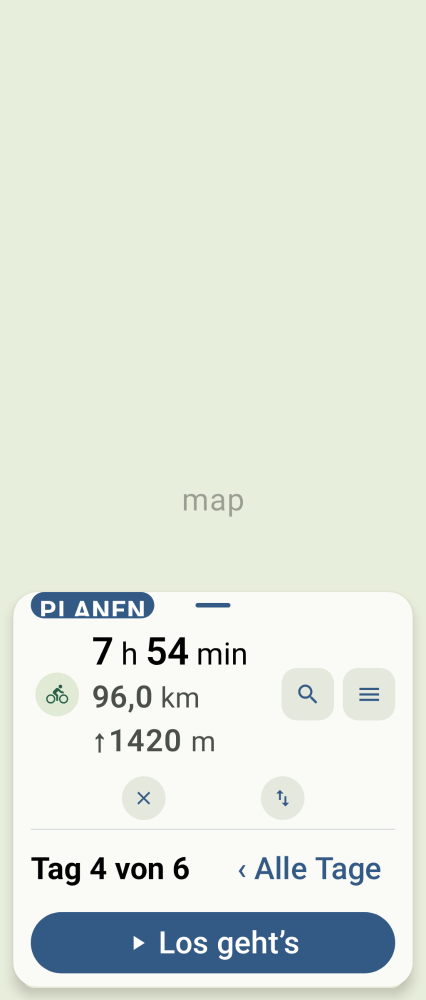 map
PLANEN
7 h 54 min
96,0 km
↑1420 m
Tag 4 von 6
‹ Alle Tage
Los geht’s